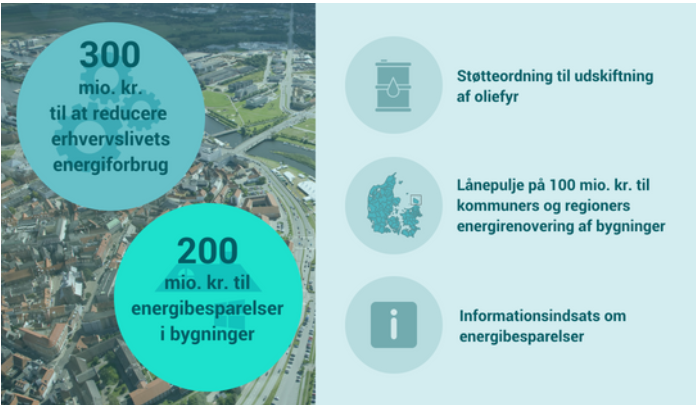 300
mio. kr.
til at reducere
erhvervslivets
energiforbrug
200
mio. kr. til
energibesparelser
i bygninger
Støtteordning til udskiftning
af oliefyr
Lånepulje på 100 mio. kr. til
kommuners og regioners
energirenovering af bygninger
Informationsindsats om
energibesparelser